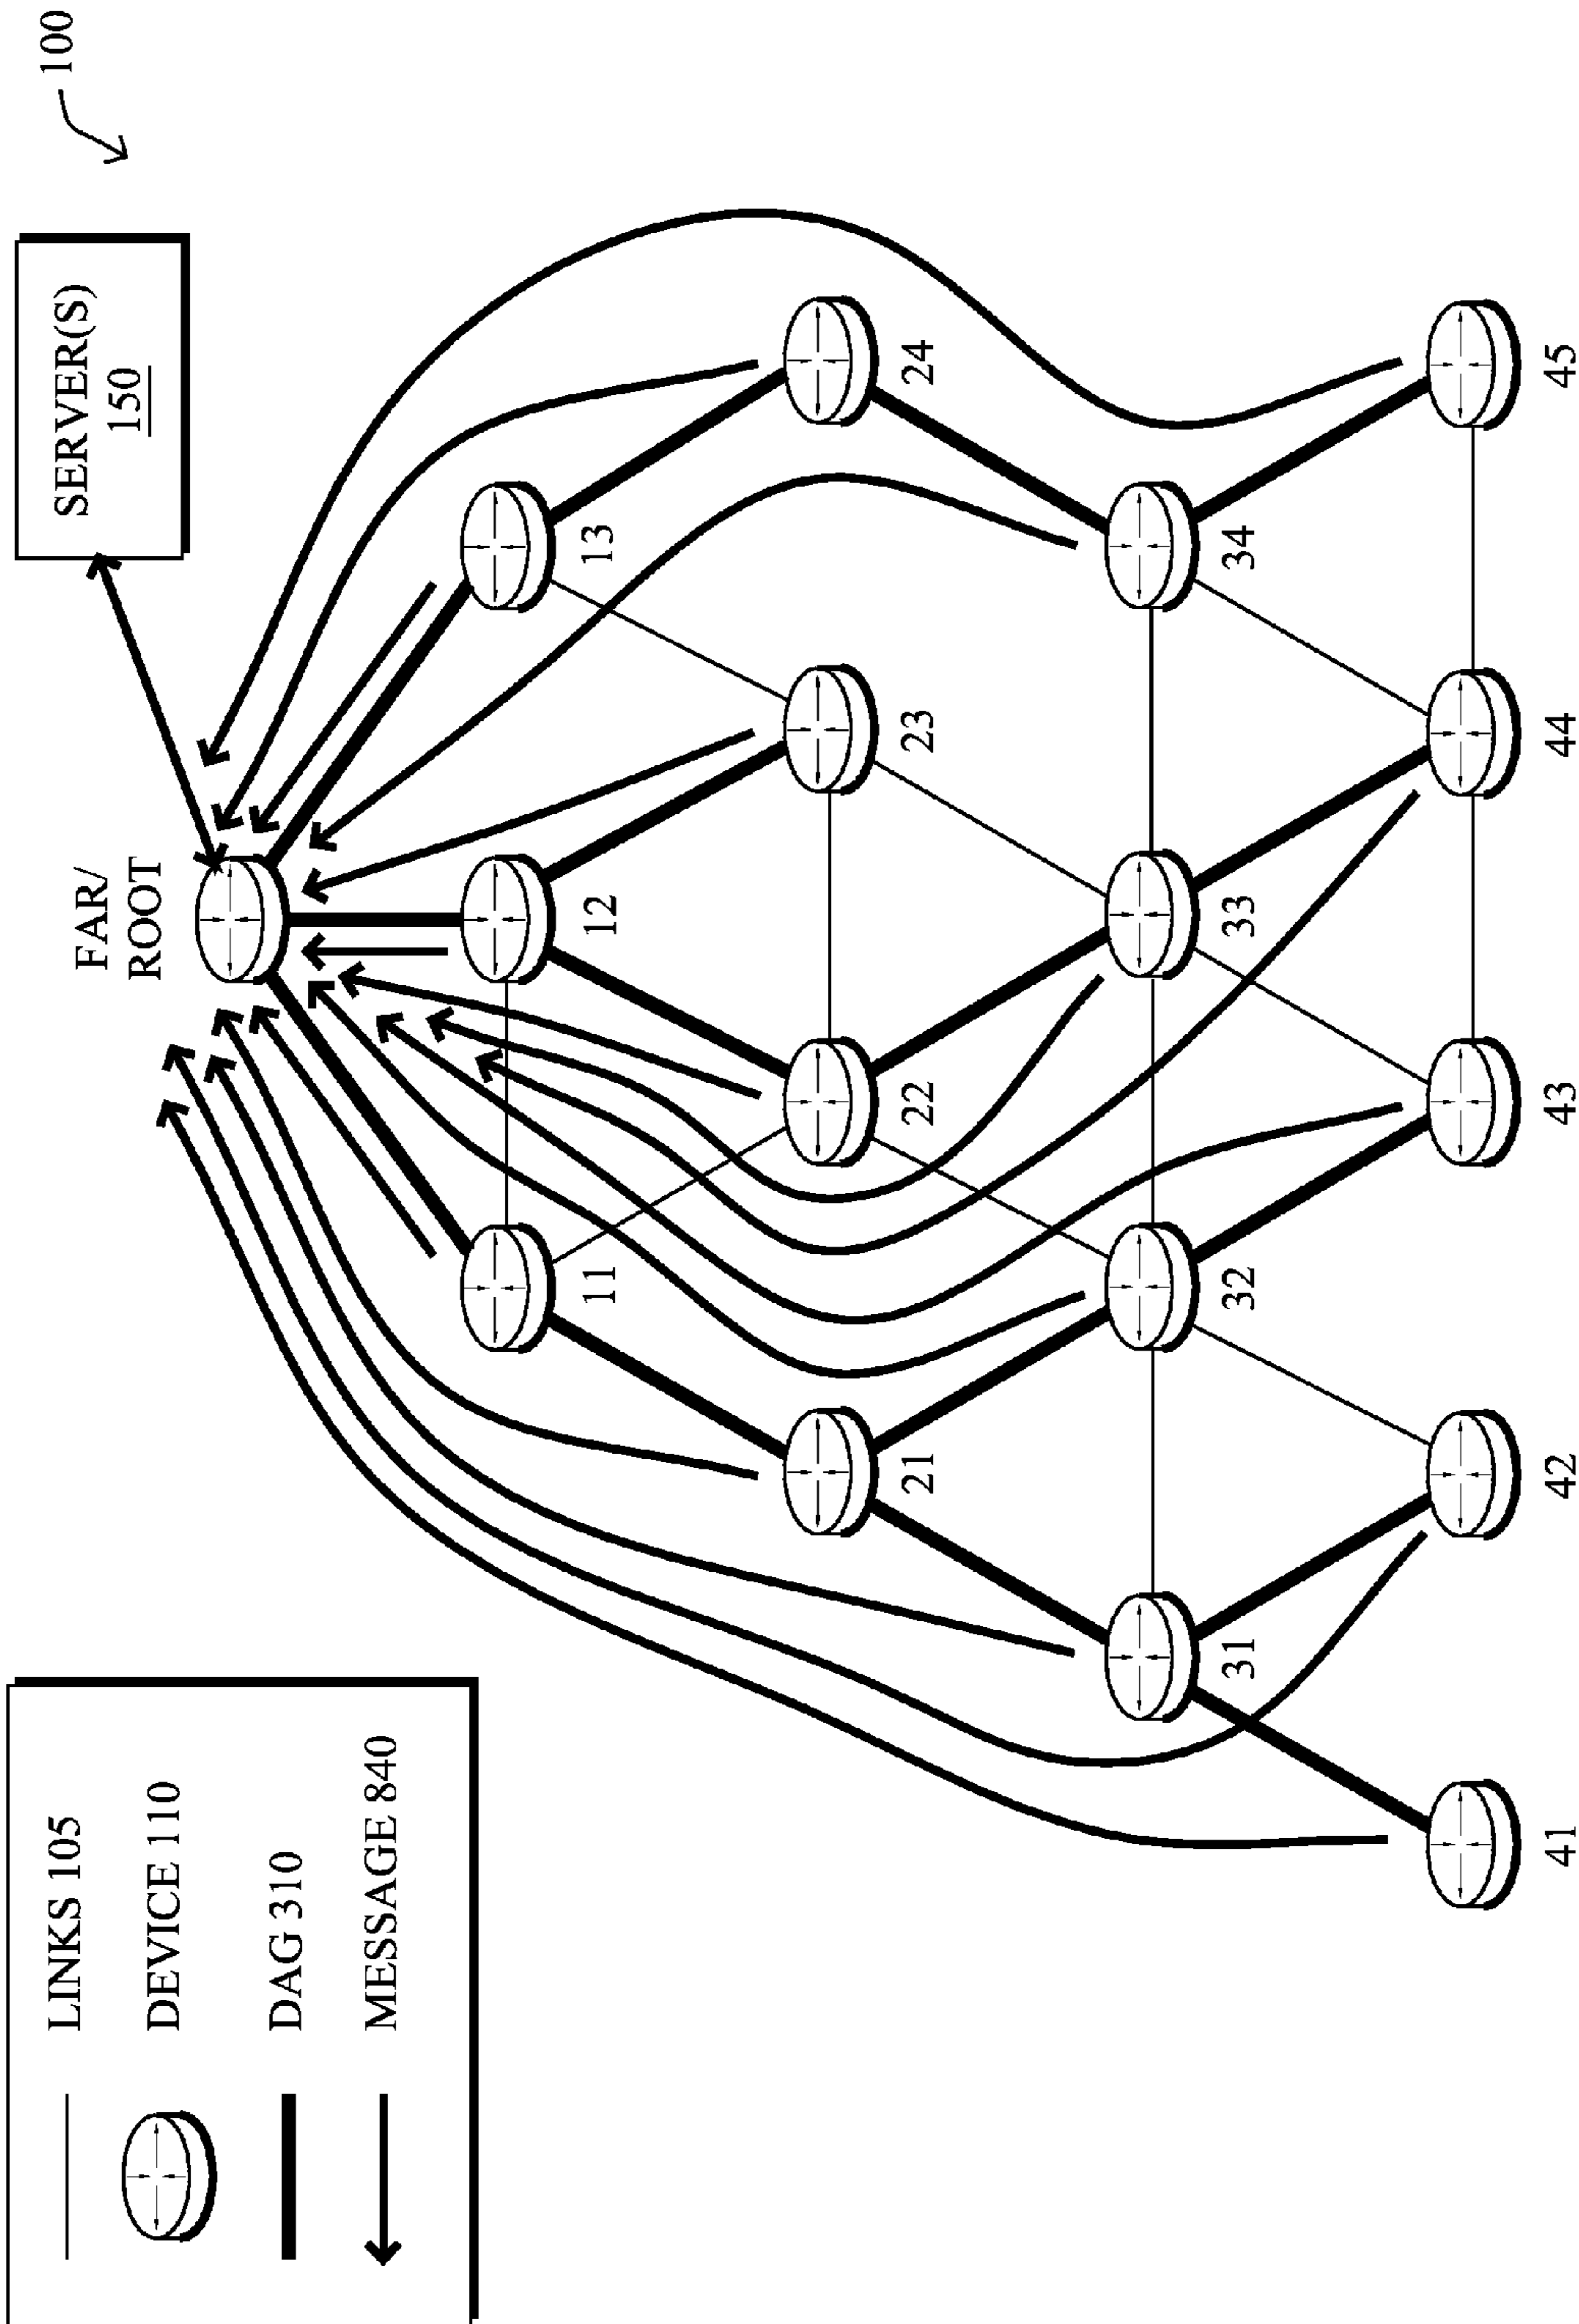 LINKS 105
DEVICE 110
DAG 310
MESSAGE 840
100
SERVER(S)
150
FAR/
ROOT
11
12
13
21
22
23
24
31
32
33
34
41
42
43
44
45